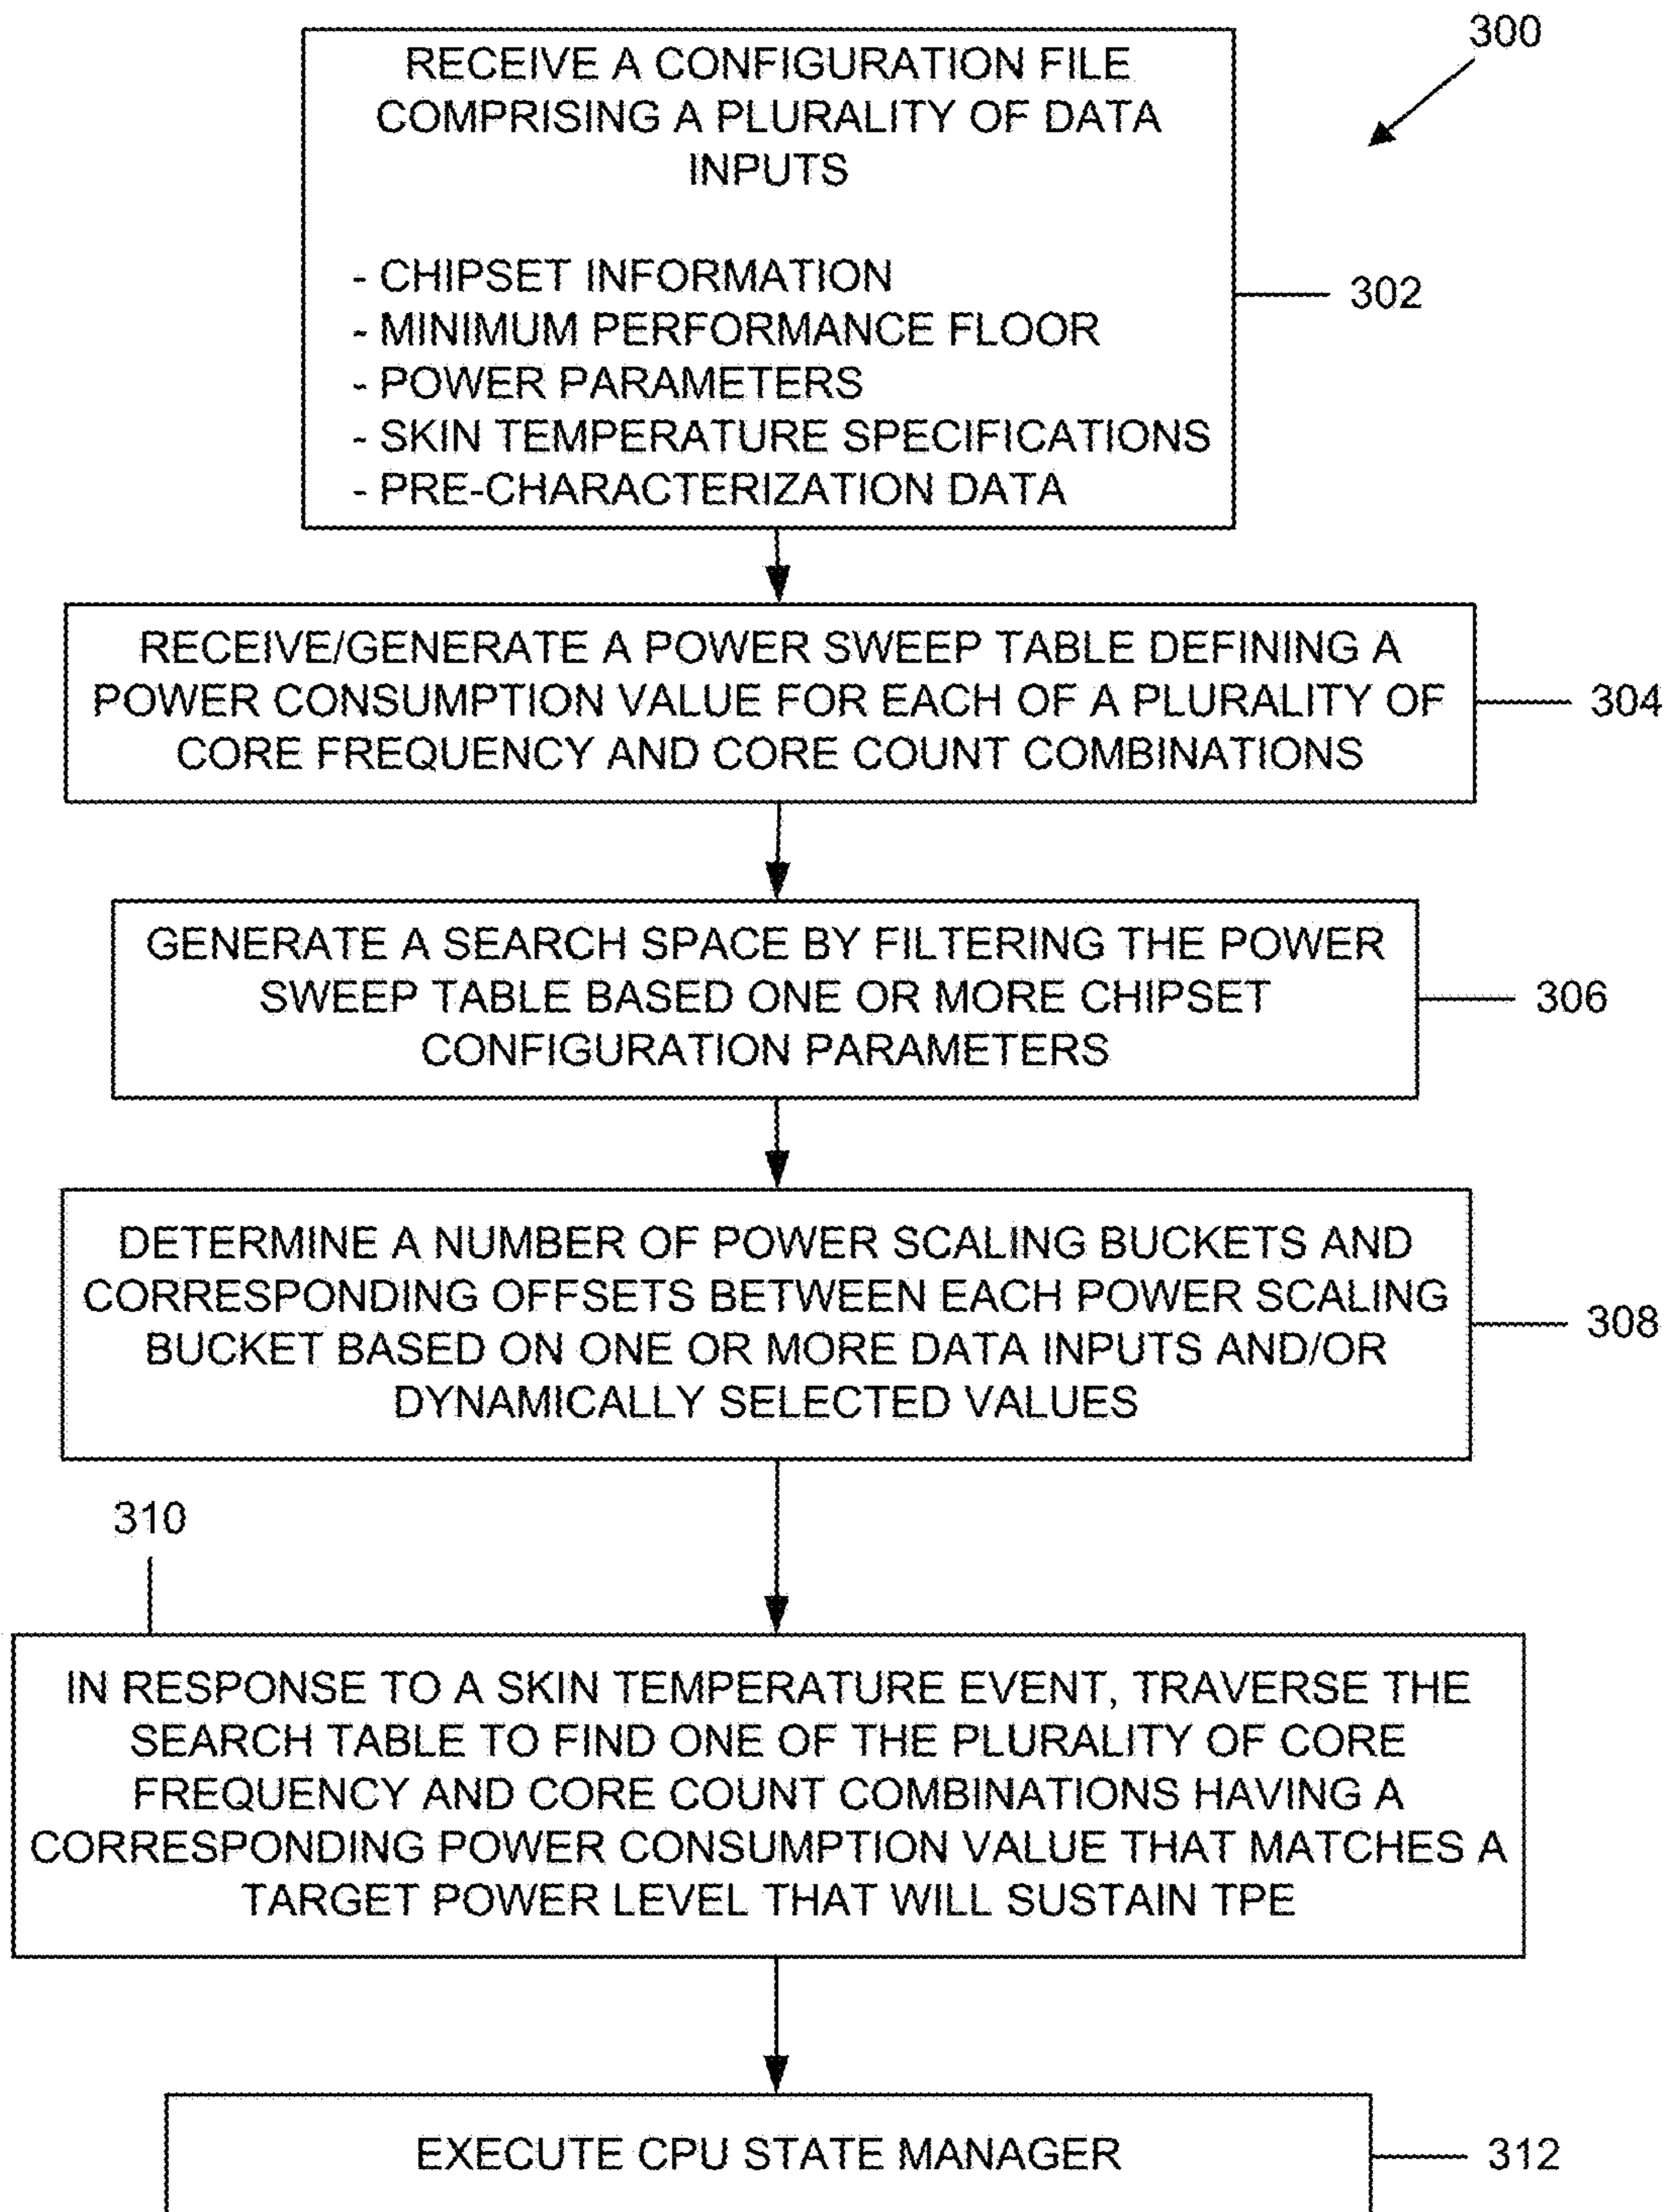 300
RECEIVE A CONFIGURATION FILE
COMPRISING A PLURALITY OF DATA
INPUTS
- CHIPSET INFORMATION
- MINIMUM PERFORMANCE FLOOR
- POWER PARAMETERS
- SKIN TEMPERATURE SPECIFICATIONS
- PRE-CHARACTERIZATION DATA
302
RECEIVE/GENERATE A POWER SWEEP TABLE DEFINING A
POWER CONSUMPTION VALUE FOR EACH OF A PLURALITY OF
CORE FREQUENCY AND CORE COUNT COMBINATIONS
304
GENERATE A SEARCH SPACE BY FILTERING THE POWER
SWEEP TABLE BASED ONE OR MORE CHIPSET
CONFIGURATION PARAMETERS
306
DETERMINE A NUMBER OF POWER SCALING BUCKETS AND
CORRESPONDING OFFSETS BETWEEN EACH POWER SCALING
BUCKET BASED ON ONE OR MORE DATA INPUTS AND/OR
DYNAMICALLY SELECTED VALUES
308
310
IN RESPONSE TO A SKIN TEMPERATURE EVENT, TRAVERSE THE
SEARCH TABLE TO FIND ONE OF THE PLURALITY OF CORE
FREQUENCY AND CORE COUNT COMBINATIONS HAVING A
CORRESPONDING POWER CONSUMPTION VALUE THAT MATCHES A
TARGET POWER LEVEL THAT WILL SUSTAIN TPE
EXECUTE CPU STATE MANAGER
312